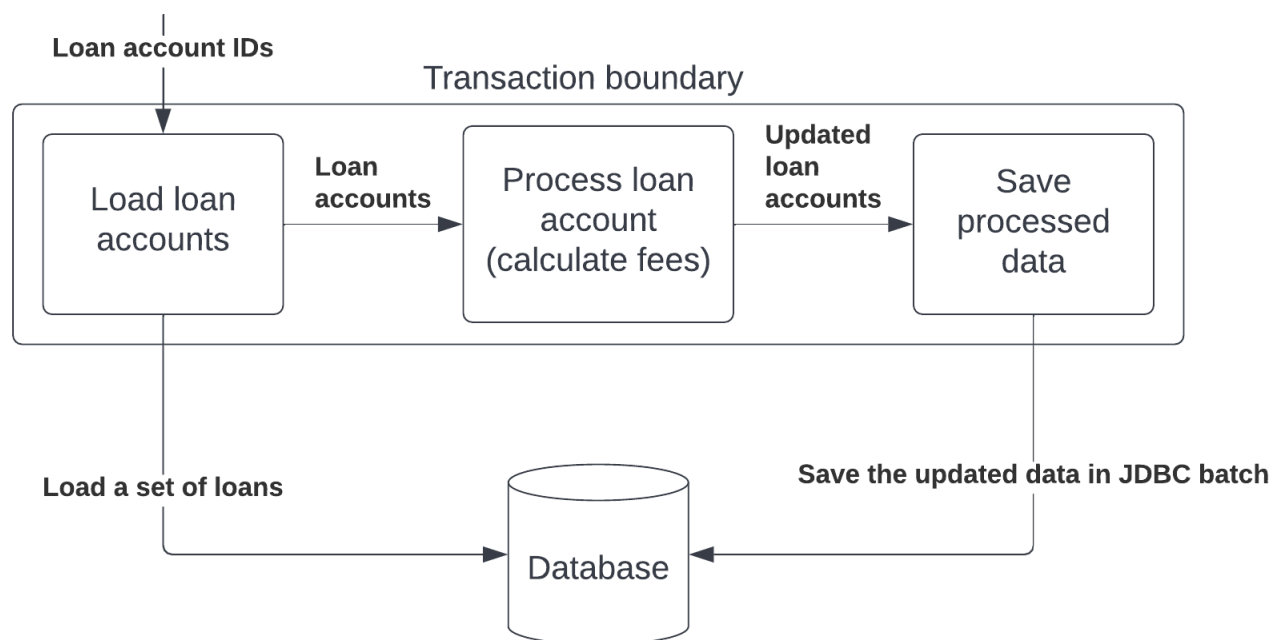 Loan account IDs
Transaction boundary
Load loan
accounts
Loan
accounts
Process loan
account
(calculate fees)
Updated
loan
accounts
Save
processed
data
Load a set of loans
Save the updated data in JDBC batch
Database